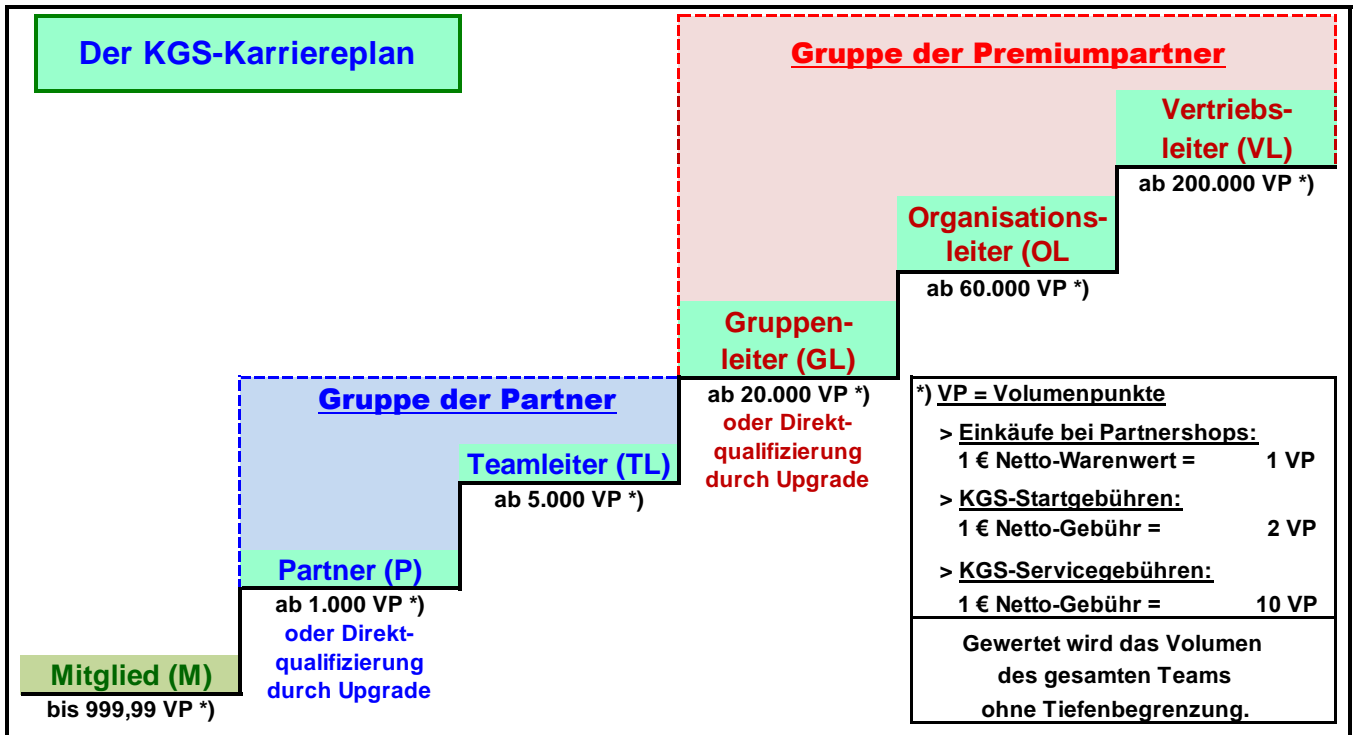 Der KGS-Karriereplan
Gruppe der Premiumpartner
Vertriebs-
leiter (VL)
ab 200.000 VP *)
Organisations-
leiter (OL
ab 60.000 VP *)
Gruppen-
leiter (GL)
ab 20.000 VP *)
oder Direkt-
qualifizierung
durch Upgrade
Gruppe der Partner
Teamleiter (TL)
ab 5.000 VP *)
Partner (P)
ab 1.000 VP *)
oder Direkt-
qualifizierung
durch Upgrade
Mitglied (M)
bis 999,99 VP *)
*) VP = Volumenpunkte
> Einkäufe bei Partnershops:
1 € Netto-Warenwert = 1 VP
> KGS-Startgebühren:
1 € Netto-Gebühr = 2 VP
> KGS-Servicegebühren:
1 € Netto-Gebühr = 10 VP
Gewertet wird das Volumen
des gesamten Teams
ohne Tiefenbegrenzung.